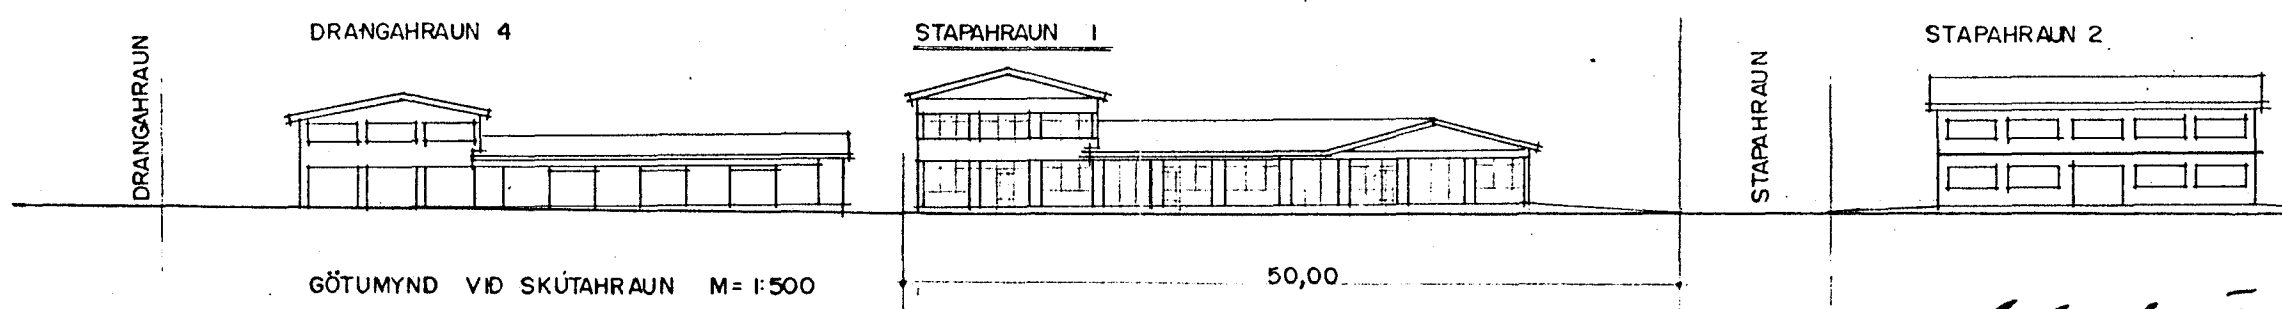 DRANGAHRAUN 4
STAPAHRAUN 1
STAPAHRAUN 2
DRANGAHRAUN
STAPAHRAUN
GÖTUMYND VIÐ SKÚTAHRAUN M= 1:500
50,00